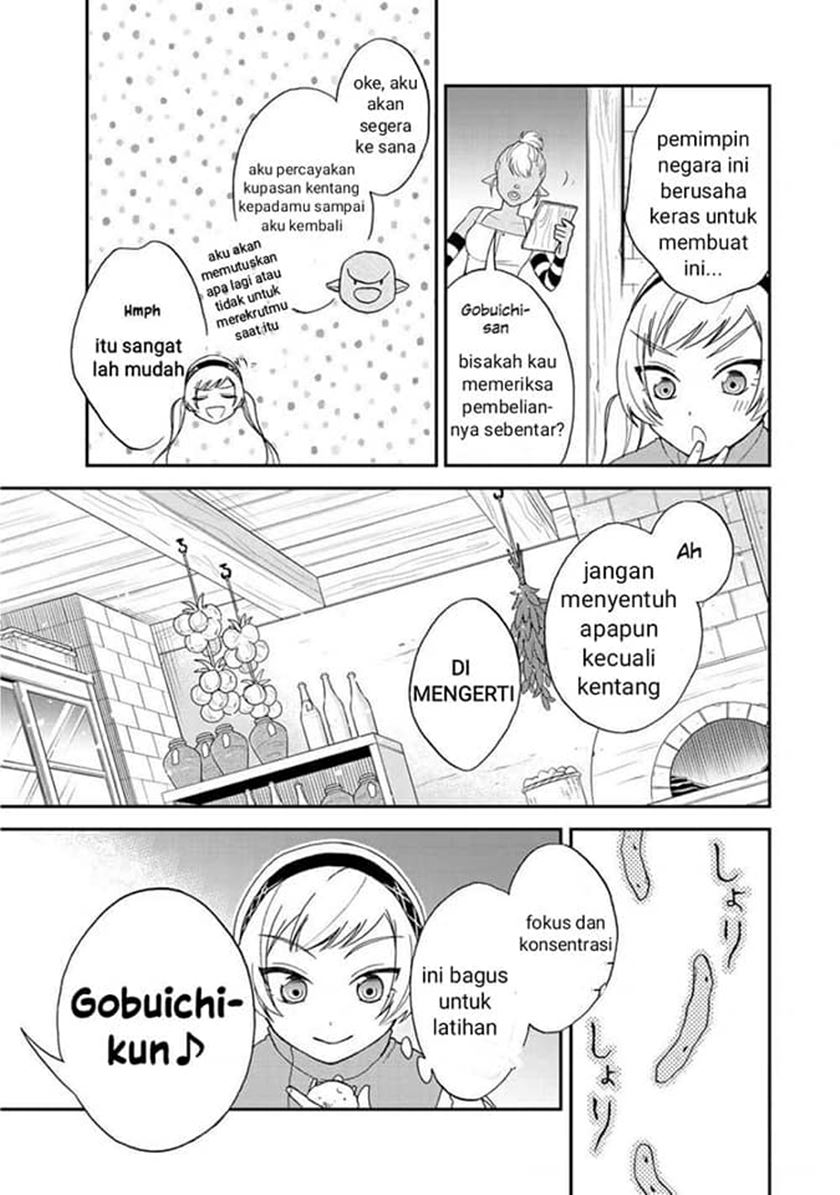 pemimpin
negara ini
berusaha
keras untuk
membuat
ini...
Gobuichi-
san
bisakah kau
memeriksa
pembelian-
nya sebentar?
oke, aku
akan
segera
ke sana
aku percayakan
kupasan kentang
kepadamu sampai
aku kembali
aku akan
memutuskan
apa lagi atau
tidak untuk
merekrutmu
saat itu
Hmph
itu sangat
lah mudah
Ah
jangan
menyentuh
apapun
kecuali
kentang
DI
MENGERTI
しょり
しょり
fokus dan
konsentrasi
ini bagus
untuk
latihan
Gobuichi-
kun♪